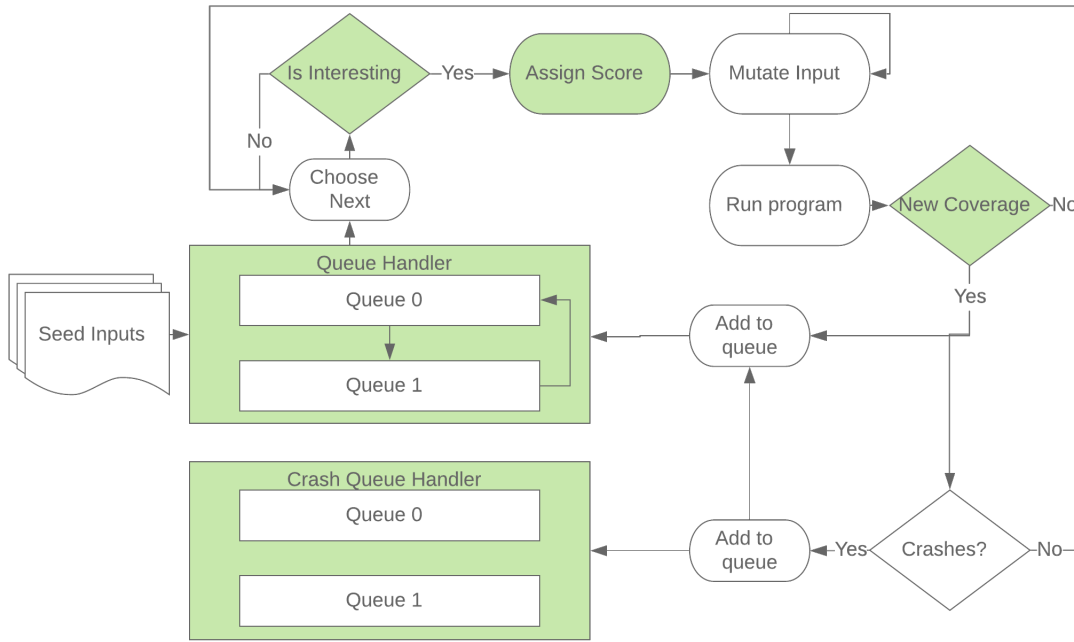 Is Interesting
Yes
Assign Score
Mutate Input
No
Choose
Next
Run program
New Coverage
No
Queue Handler
Queue 0
Queue 1
Seed Inputs
Add to
queue
Yes
Crash Queue Handler
Queue 0
Queue 1
Add to
queue
Yes
Crashes?
No